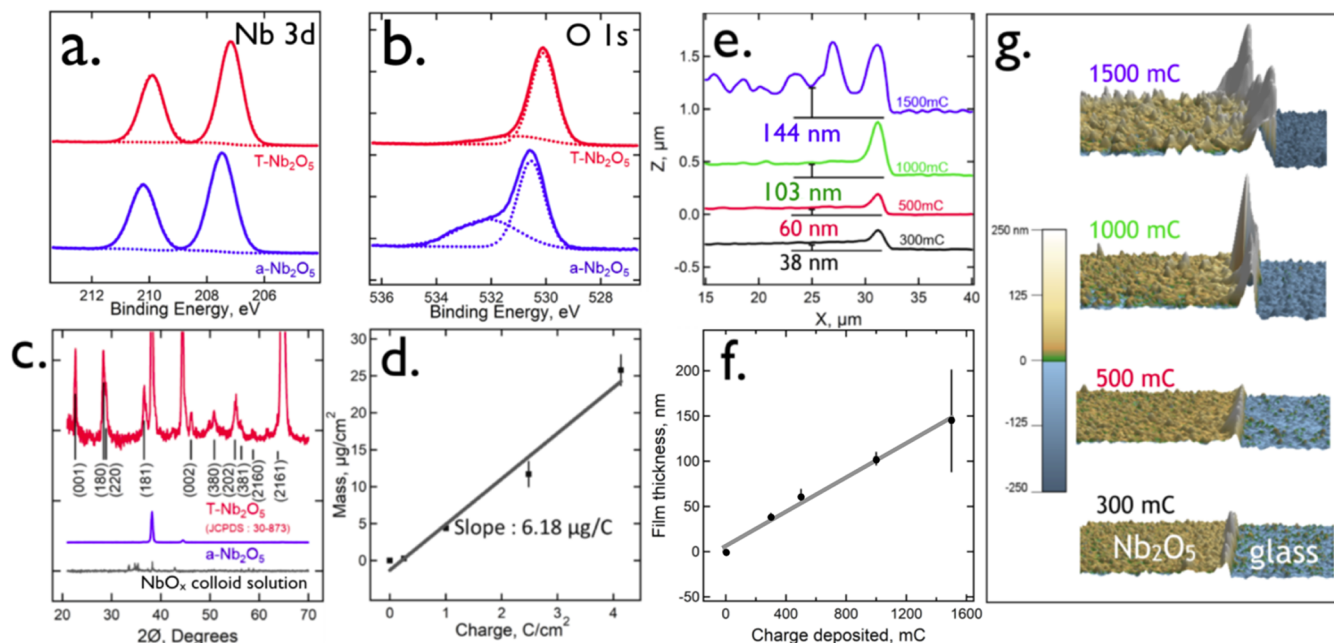 a.
Nb 3d
T-Nb₂O₅
a-Nb₂O₅
212 210 208 206
Binding Energy, eV
b.
O 1s
T-Nb₂O₅
a-Nb₂O₅
536 534 532 530 528
Binding Energy, eV
c.
(001)
(180)
(220)
(181)
(002)
(380)
(202)
(381)
(2160)
(2161)
T-Nb₂O₅
(JCPDS : 30-873)
a-Nb₂O₅
NbOₓ colloid solution
20 30 40 50 60 70
2Ø, Degrees
d.
Mass, µg/cm²
30
25
20
15
10
5
0
Slope : 6.18 µg/C
0 1 2 3 4
Charge, C/cm²
e.
Z, µm
1.5
1.0
0.5
0.0
-0.5
1500mC
144 nm
1000mC
103 nm
500mC
60 nm
300mC
38 nm
15 20 25 30 35 40
X, µm
f.
Film thickness, nm
200
150
100
50
0
-50
0 400 800 1200 1600
Charge deposited, mC
g.
1500 mC
1000 mC
250 nm
125
0
-125
-250
500 mC
300 mC
Nb₂O₅
glass